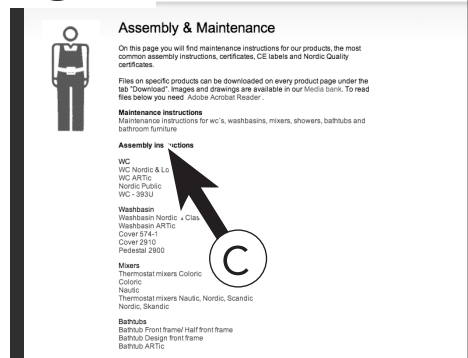 Assembly & Maintenance
On this page you will find maintenance instructions for our products, the most
common assembly instructions, certificates, CE labels and Nordic Quality
certificates.
Files on specific products can be downloaded on every product page under the
tab "Download". Images and drawings are available in our Media bank. To read
files below you need Adobe Acrobat Reader .
Maintenance instructions
Maintenance instructions for wc`s, washbasins, mixers, showers, bathtubs and
bathroom furniture
Assembly
WC
WC Nordic &
WC ARTic
Nordic Public
WC - 393U
Washbasin
Washbasin Nordic
Washbasin ARTic
Cover 574-1
Cover 2910
Pedestal 2900
C
Mixers
Thermostat mixers Coloric
Coloric
Nautic
Thermostat mixers Nautic, Nordic, Scandic
Nordic, Skandic
Bathtubs
Bathtub Front frame/ Half front frame
Bathtub Design front frame
Bathtub ARTic